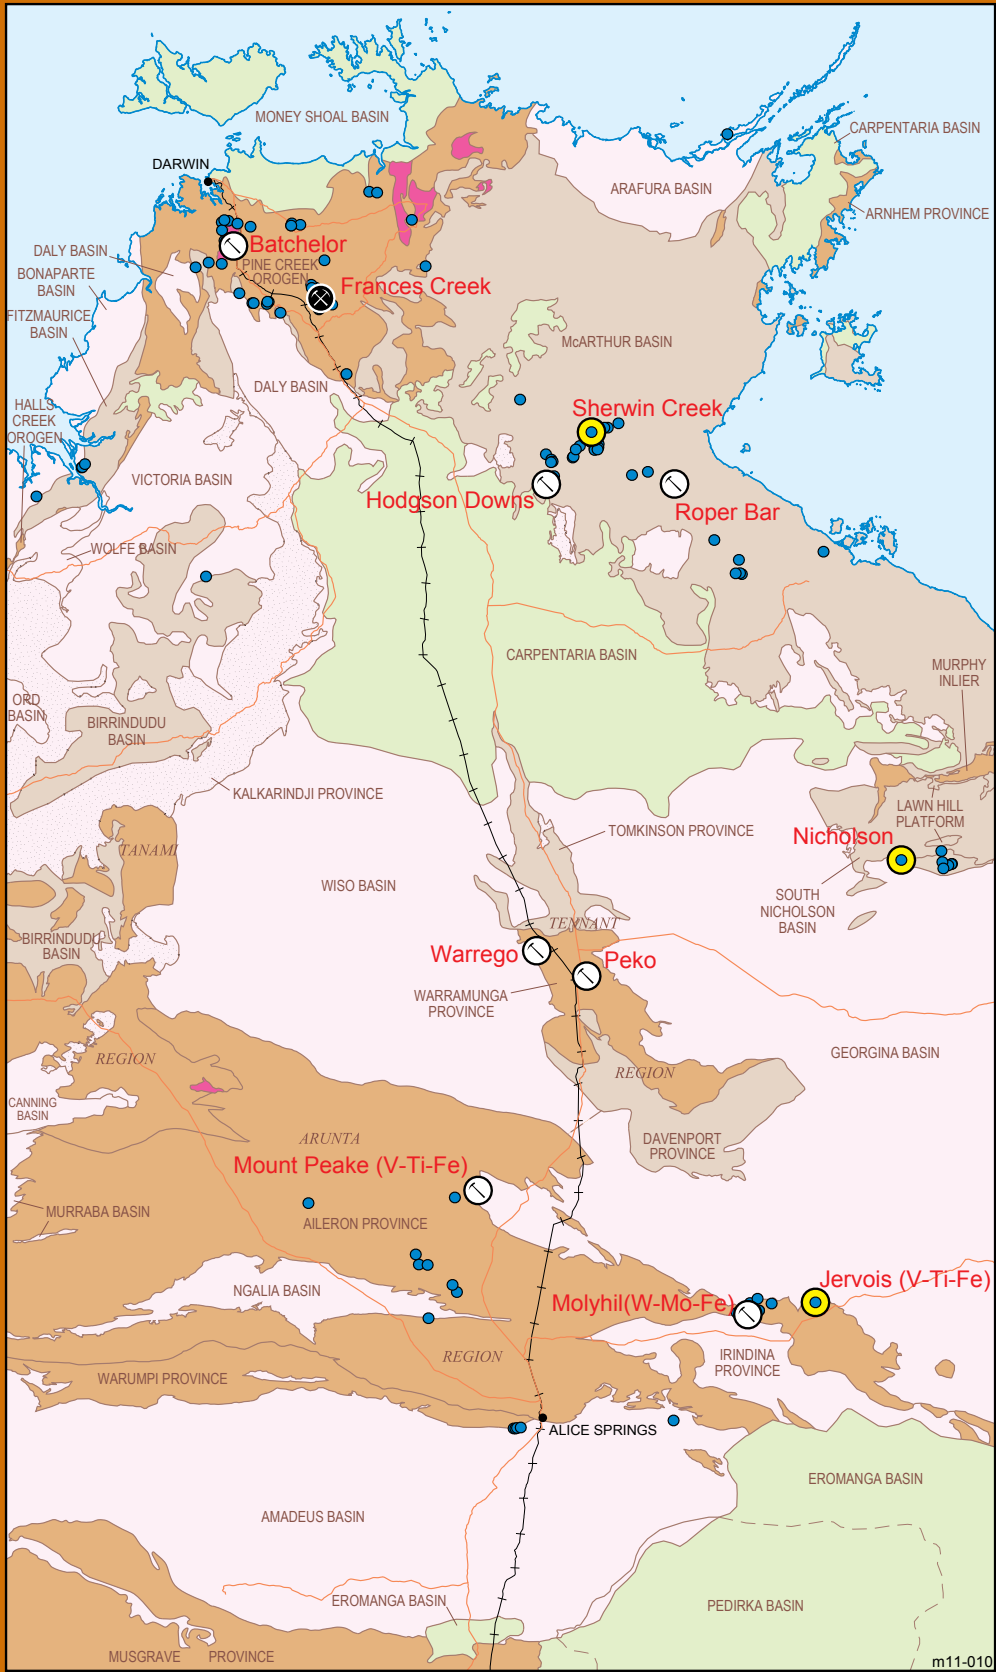 MONEY SHOAL BASIN
CARPENTARIA BASIN
DARWIN
ARAFURA BASIN
ARNHEM PROVINCE
DALY BASIN
Batchelor
BONAPARTE
BASIN
PINE CREEK
OROGEN
Frances Creek
FITZMAURICE
BASIN
McARTHUR BASIN
DALY BASIN
HALLS
CREEK
OROGEN
Sherwin Creek
VICTORIA BASIN
Hodgson Downs
Roper Bar
WOLFE BASIN
CARPENTARIA BASIN
MURPHY
INLIER
ORD
BASIN
BIRRINDUDU
BASIN
KALKARINDJI PROVINCE
LAWN HILL
PLATFORM
TOMKINSON PROVINCE
Nicholson
TANAMI
WISO BASIN
SOUTH
NICHOLSON
BASIN
TENNANT
BIRRINDUDU
BASIN
Warrego
Peko
WARRAMUNGA
PROVINCE
REGION
GEORGINA BASIN
REGION
CANNING
BASIN
ARUNTA
DAVENPORT
PROVINCE
Mount Peake (V-Ti-Fe)
MURRABA BASIN
AILERON PROVINCE
NGALIA BASIN
Jervois (V-Ti-Fe)
Molyhil(W-Mo-Fe)
REGION
IRINDINA
PROVINCE
WARUMPI PROVINCE
ALICE SPRINGS
EROMANGA BASIN
AMADEUS BASIN
EROMANGA BASIN
PEDIRKA BASIN
MUSGRAVE PROVINCE
m11-010